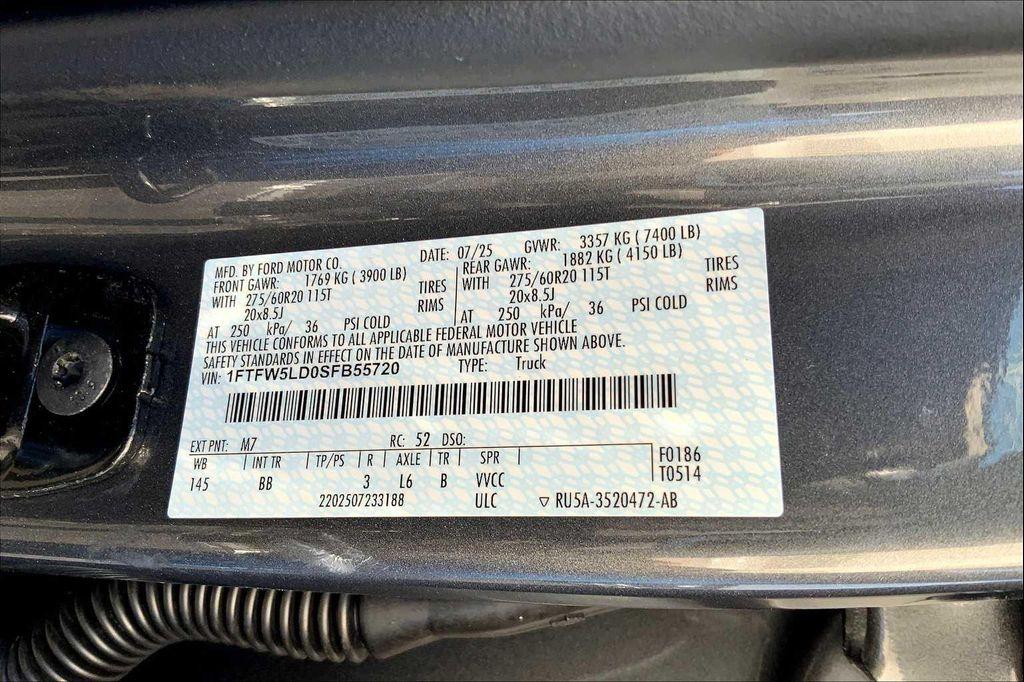 MFD. BY FORD MOTOR CO. DATE: 07/25 GVWR: 3357 KG ( 7400 LB)
FRONT GAWR: 1769 KG ( 3900 LB) REAR GAWR: 1882 KG ( 4150 LB)
WITH 275/60R20 115T TIRES WITH 275/60R20 115T TIRES
20x8.5J RIMS 20x8.5J RIMS
AT 250 kPa/ 36 PSI COLD AT 250 kPa/ 36 PSI COLD
THIS VEHICLE CONFORMS TO ALL APPLICABLE FEDERAL MOTOR VEHICLE
SAFETY STANDARDS IN EFFECT ON THE DATE OF MANUFACTURE SHOWN ABOVE.
VIN: 1FTFW5LD0SFB55720 TYPE: Truck
EXT PNT: M7 RC: 52 DSO:
WB INT TR TP/PS R AXLE TR SPR F0186
145 BB 3 L6 B VVCC T0514
2202507233188 ULC ▽ RU5A-3520472-AB